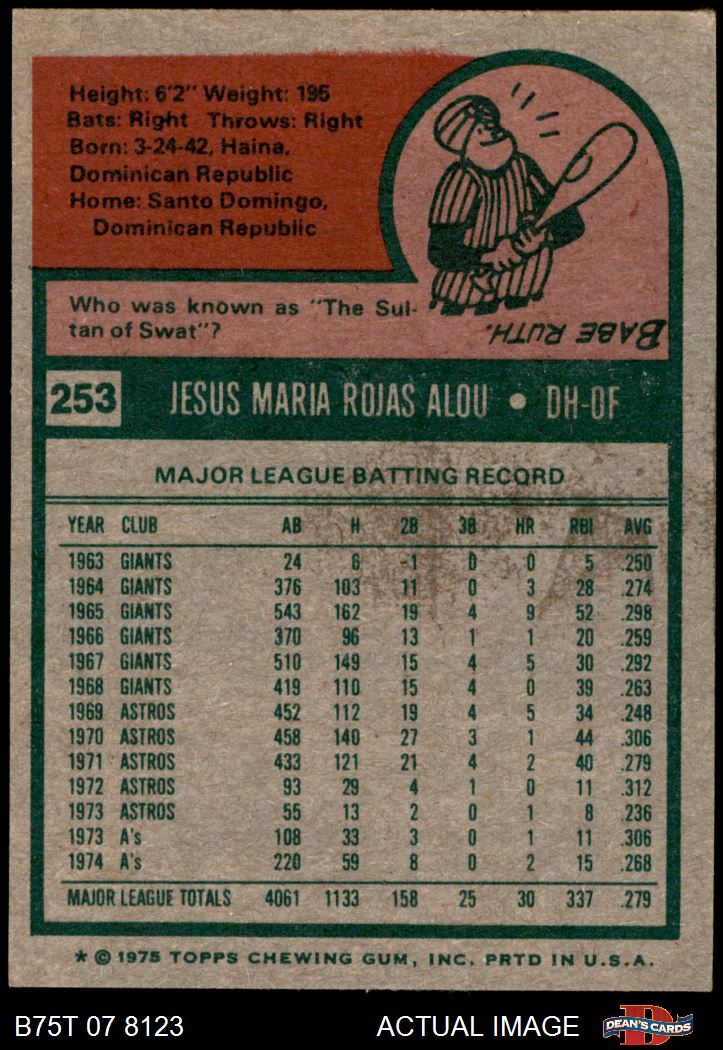 Height: 6'2" Weight: 195
Bats: Right Throws: Right
Born: 3-24-42, Haina,
Dominican Republic
Home: Santo Domingo,
Dominican Republic
Who was known as "The Sul-
tan of Swat"?
BABE RUTH.
253 JESUS MARIA ROJAS ALOU • DH-OF
MAJOR LEAGUE BATTING RECORD
YEAR CLUB AB H 2B 3B HR RBI AVG
1963 GIANTS 24 6 1 0 0 5 .250
1964 GIANTS 376 103 11 0 3 28 .274
1965 GIANTS 543 162 19 4 9 52 .298
1966 GIANTS 370 96 13 1 1 20 .259
1967 GIANTS 510 149 15 4 5 30 .292
1968 GIANTS 419 110 15 4 0 39 .263
1969 ASTROS 452 112 19 4 5 34 .248
1970 ASTROS 458 140 27 3 1 44 .306
1971 ASTROS 433 121 21 4 2 40 .279
1972 ASTROS 93 29 4 1 0 11 .312
1973 ASTROS 55 13 2 0 1 8 .236
1973 A's 108 33 3 0 1 11 .306
1974 A's 220 59 8 0 2 15 .268
MAJOR LEAGUE TOTALS 4061 1133 158 25 30 337 .279
* © 1975 TOPPS CHEWING GUM, INC. PRTD IN U.S.A.
B75T 07 8123 ACTUAL IMAGE D DEAN'S CARDS